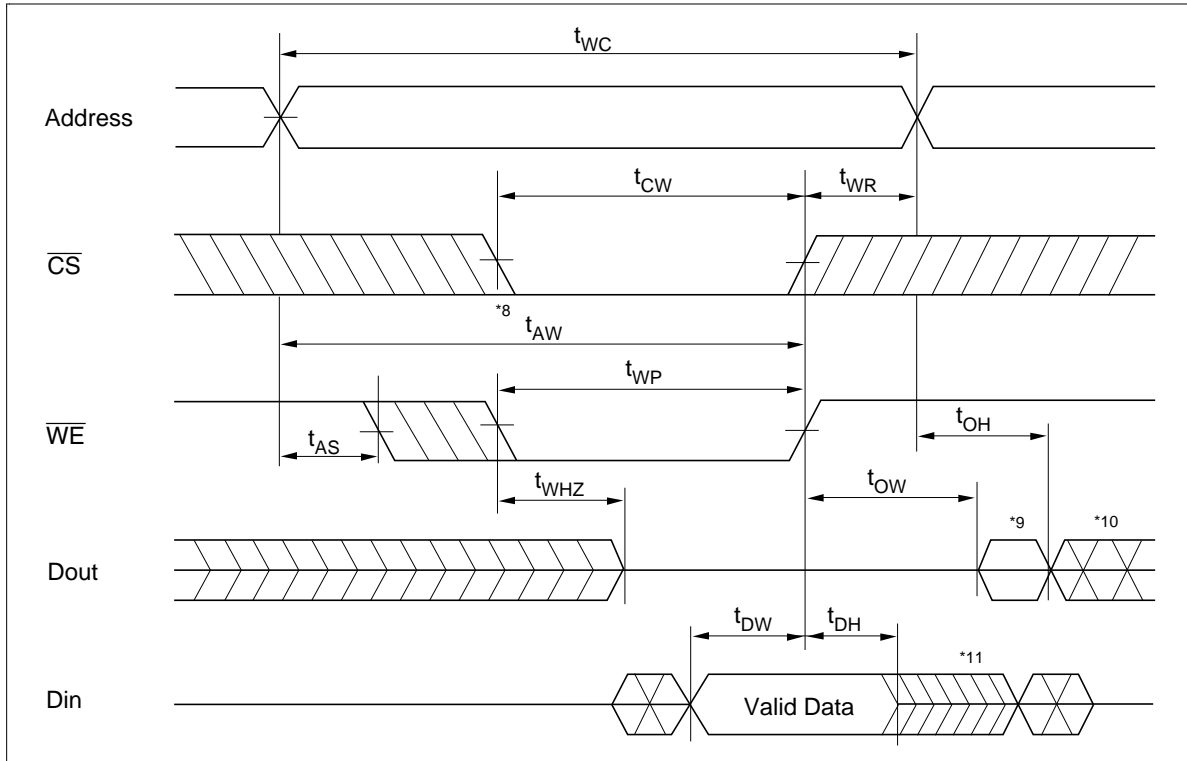 tWC
Address
tCW
tWR
CS
*8
tAW
tWP
WE
tAS
tOH
tWHZ
tOW
*9
*10
Dout
tDW
tDH
*11
Din
Valid Data